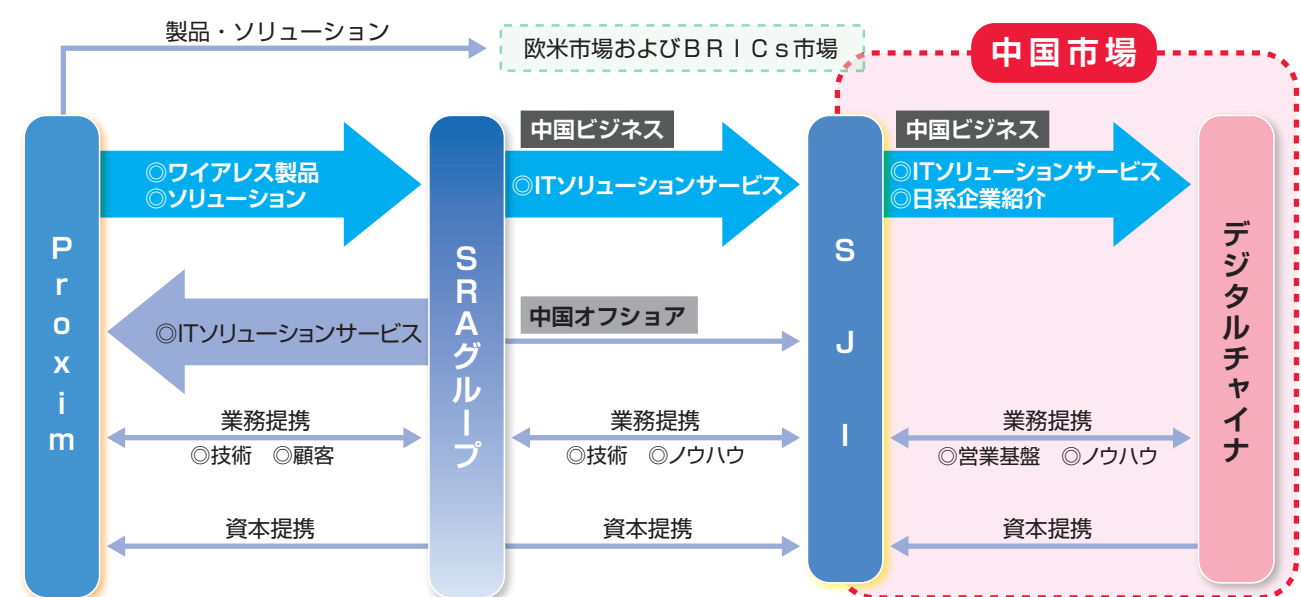 製品・ソリューション
欧米市場およびBRICs市場
中国市場
中国ビジネス
中国ビジネス
◎ワイアレス製品
◎ソリューション
◎ITソリューションサービス
◎ITソリューションサービス
◎日系企業紹介
Proxim
SRAグループ
SJI
デジタルチャイナ
◎ITソリューションサービス
中国オフショア
業務提携
◎技術　◎顧客
業務提携
◎技術　◎ノウハウ
業務提携
◎営業基盤　◎ノウハウ
資本提携
資本提携
資本提携